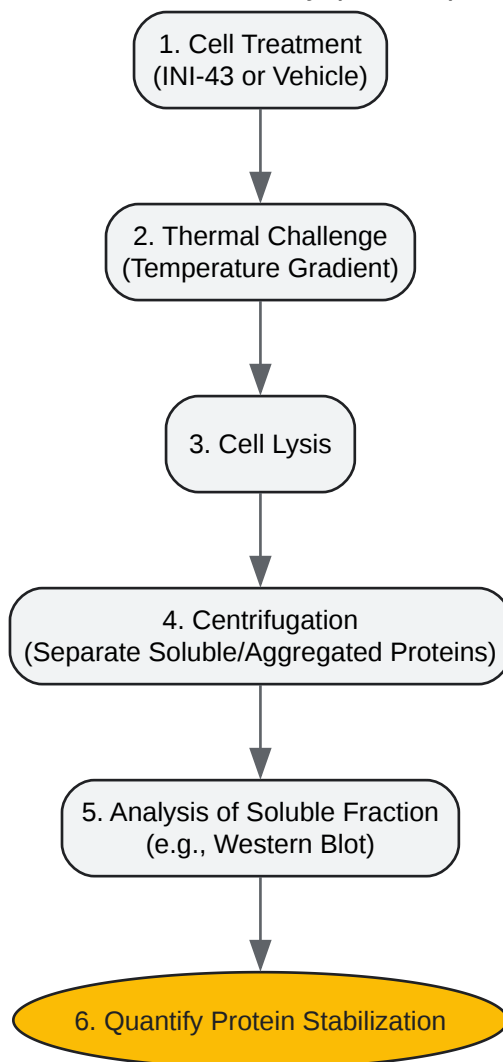 1. Cell Treatment
(INI-43 or Vehicle)
2. Thermal Challenge
(Temperature Gradient)
3. Cell Lysis
4. Centrifugation
(Separate Soluble/Aggregated Proteins)
5. Analysis of Soluble Fraction
(e.g., Western Blot)
6. Quantify Protein Stabilization